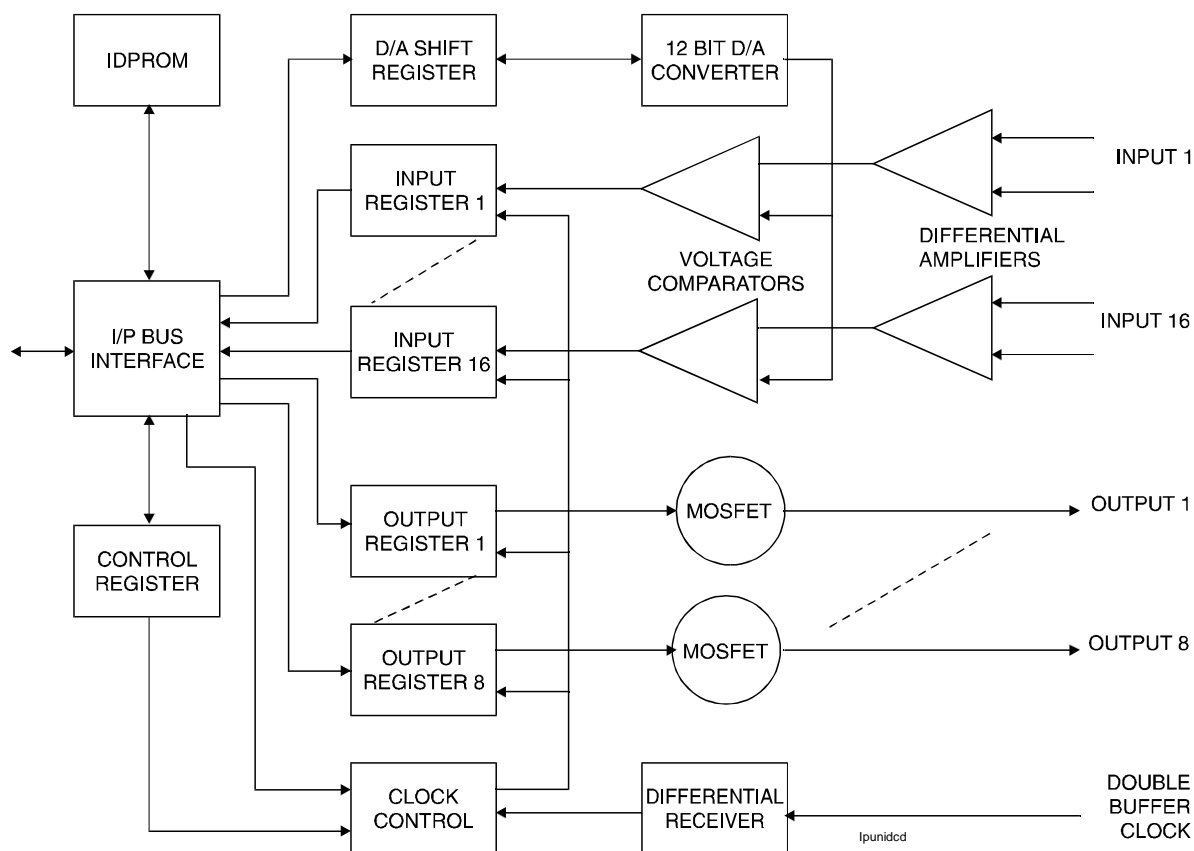 IDPROM
D/A SHIFT
REGISTER
12 BIT D/A
CONVERTER
INPUT
REGISTER 1
INPUT 1
VOLTAGE
COMPARATORS
DIFFERENTIAL
AMPLIFIERS
I/P BUS
INTERFACE
INPUT
REGISTER 16
INPUT 16
CONTROL
REGISTER
OUTPUT
REGISTER 1
MOSFET
OUTPUT 1
OUTPUT
REGISTER 8
MOSFET
OUTPUT 8
CLOCK
CONTROL
DIFFERENTIAL
RECEIVER
DOUBLE
BUFFER
CLOCK
Ipunidcd